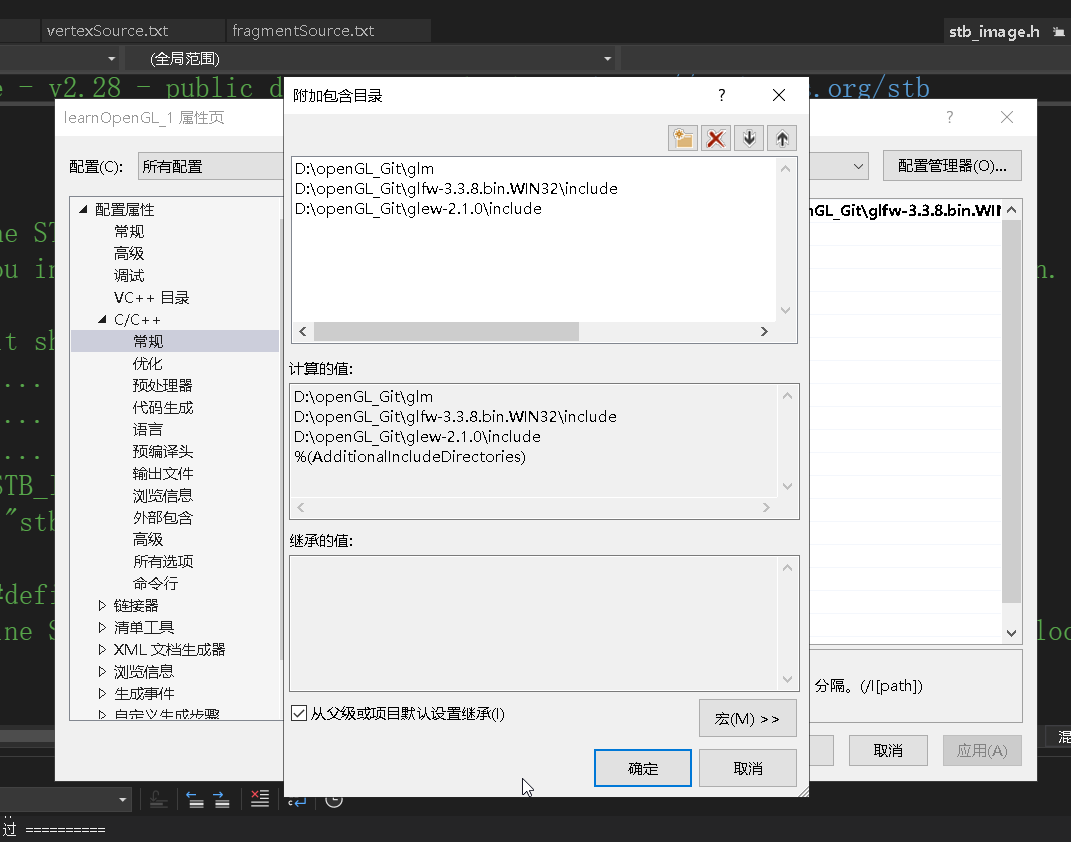 vertexSource.txt
fragmentSource.txt
stb_image.h
(全局范围)
e - v2.28 - public d
s.org/stb
附加包含目录
?
learnOpenGL_1 属性页
?
配置(C):
所有配置
配置管理器(O)...
D:\openGL_Git\glm
D:\openGL_Git\glfw-3.3.8.bin.WIN32\include
D:\openGL_Git\glew-2.1.0\include
nGL_Git\glfw-3.3.8.bin.WIN
配置属性
常规
高级
调试
VC++ 目录
C/C++
常规
优化
预处理器
代码生成
语言
预编译头
输出文件
浏览信息
外部包含
高级
所有选项
命令行
链接器
清单工具
XML 文档生成器
浏览信息
生成事件
自定义生成步骤
计算的值:
D:\openGL_Git\glm
D:\openGL_Git\glfw-3.3.8.bin.WIN32\include
D:\openGL_Git\glew-2.1.0\include
%(AdditionalIncludeDirectories)
继承的值:
从父级或项目默认设置继承(I)
宏(M) >>
确定
取消
分隔。(/I[path])
取消
应用(A)
ne ST
ou in
n.
t sh
...
...
...
STB_I
"stb
#defi
ine S
loc
混
过 ==========